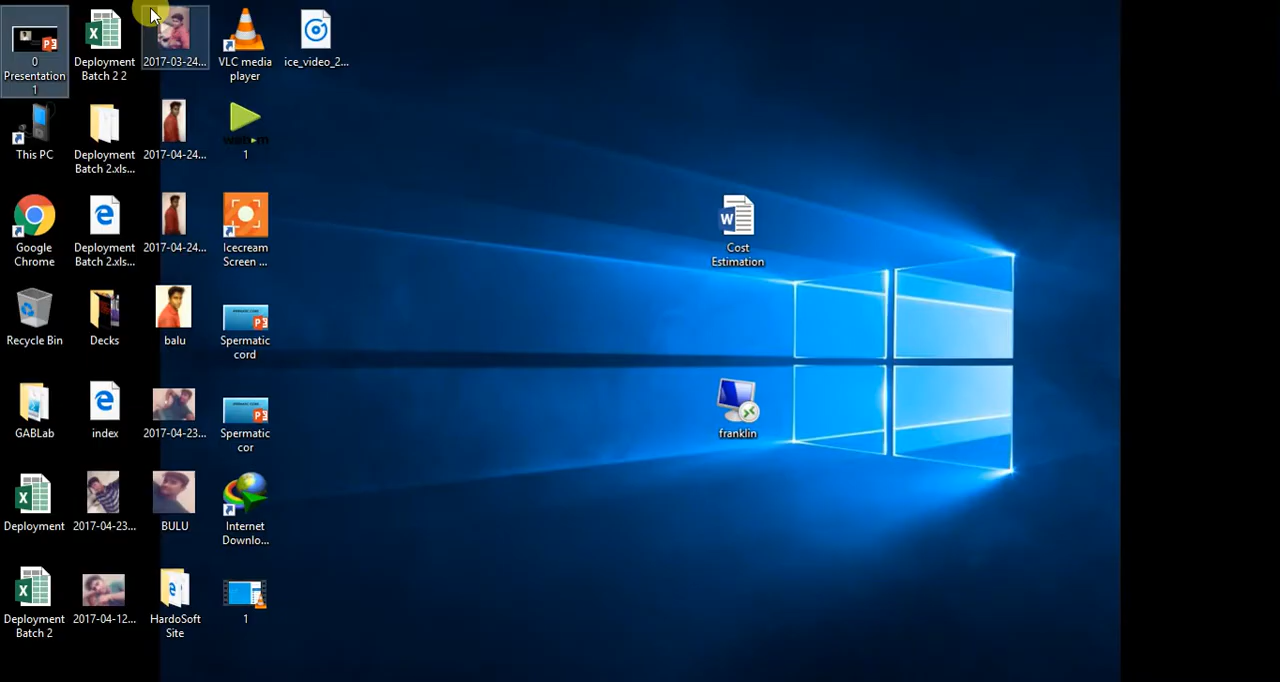 0
Presentation
1
Deployment
Batch 2 2
2017-03-24...
VLC media
player
ice_video_2...
This PC
Deployment
Batch 2.xls...
2017-04-24...
1
Google
Chrome
Deployment
Batch 2.xls...
2017-04-24...
Icecream
Screen ...
Cost
Estimation
Recycle Bin
Decks
balu
Spermatic
cord
GABLab
index
2017-04-23...
Spermatic
cor
franklin
Deployment
2017-04-23...
BULU
Internet
Downlo...
Deployment
Batch 2
2017-04-12...
HardoSoft
Site
1